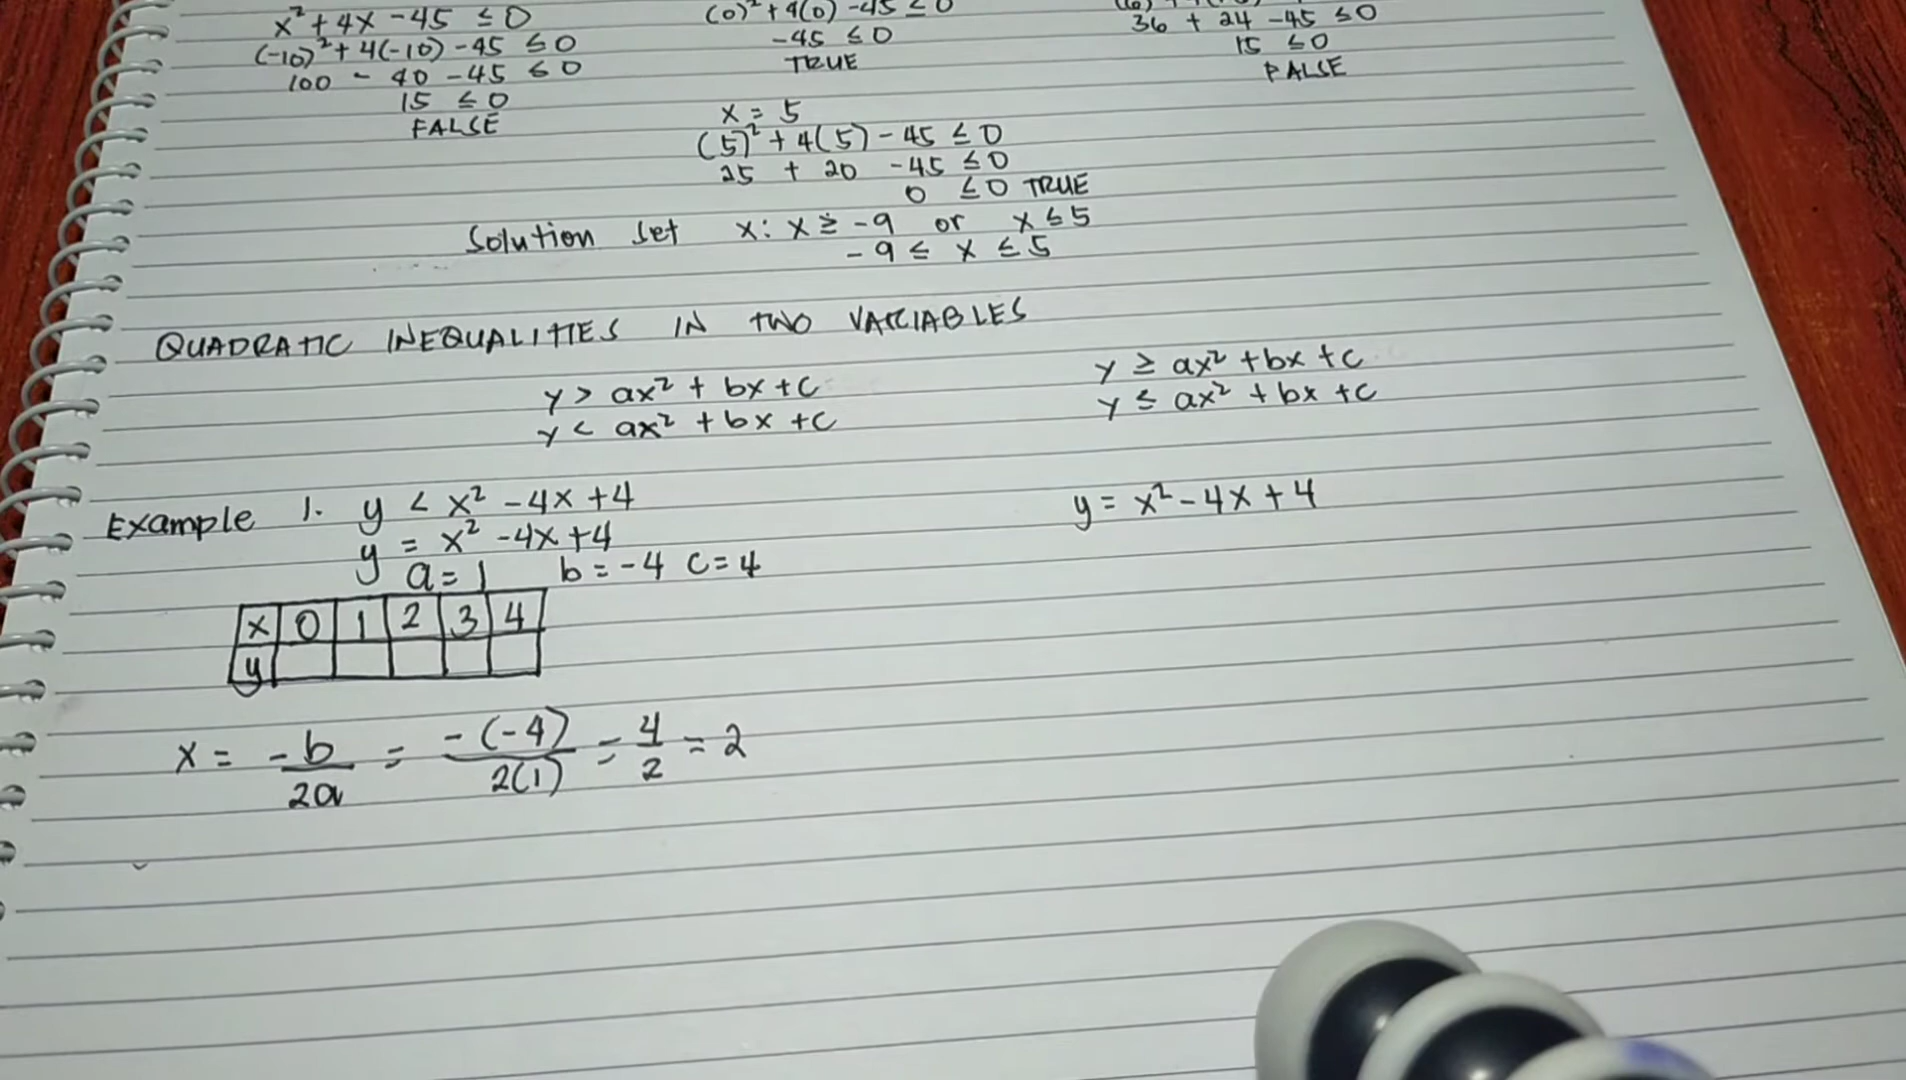 x² + 4x - 45 ≤ 0
(-10)² + 4(-10) - 45 ≤ 0
100 - 40 - 45 ≤ 0
15 ≤ 0
FALSE
(0)² + 4(0) - 45 ≤ 0
-45 ≤ 0
TRUE
36 + 24 - 45 ≤ 0
15 ≤ 0
FALSE
x = 5
(5)² + 4(5) - 45 ≤ 0
25 + 20 - 45 ≤ 0
0 ≤ 0 TRUE
Solution set x: x ≥ -9 or x ≤ 5
-9 ≤ x ≤ 5
QUADRATIC INEQUALITIES IN TWO VARIABLES
y > ax² + bx + c
y < ax² + bx + c
y ≥ ax² + bx + c
y ≤ ax² + bx + c
Example 1. y < x² - 4x + 4
y = x² - 4x + 4
a = 1 b = -4 c = 4
y = x² - 4x + 4
x 0 1 2 3 4
y
x = -b/2a = -(-4)/2(1) = 4/2 = 2